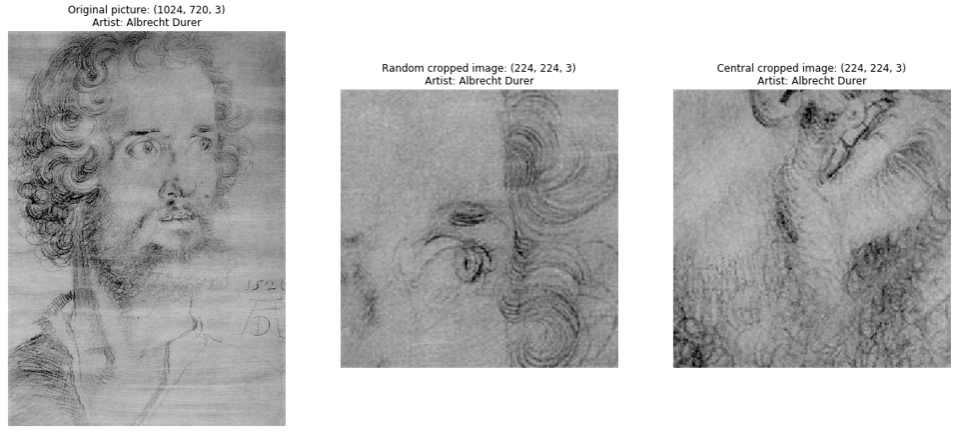 Original picture: (1024, 720, 3)
Artist: Albrecht Durer
Random cropped image: (224, 224, 3)
Artist: Albrecht Durer
Central cropped image: (224, 224, 3)
Artist: Albrecht Durer